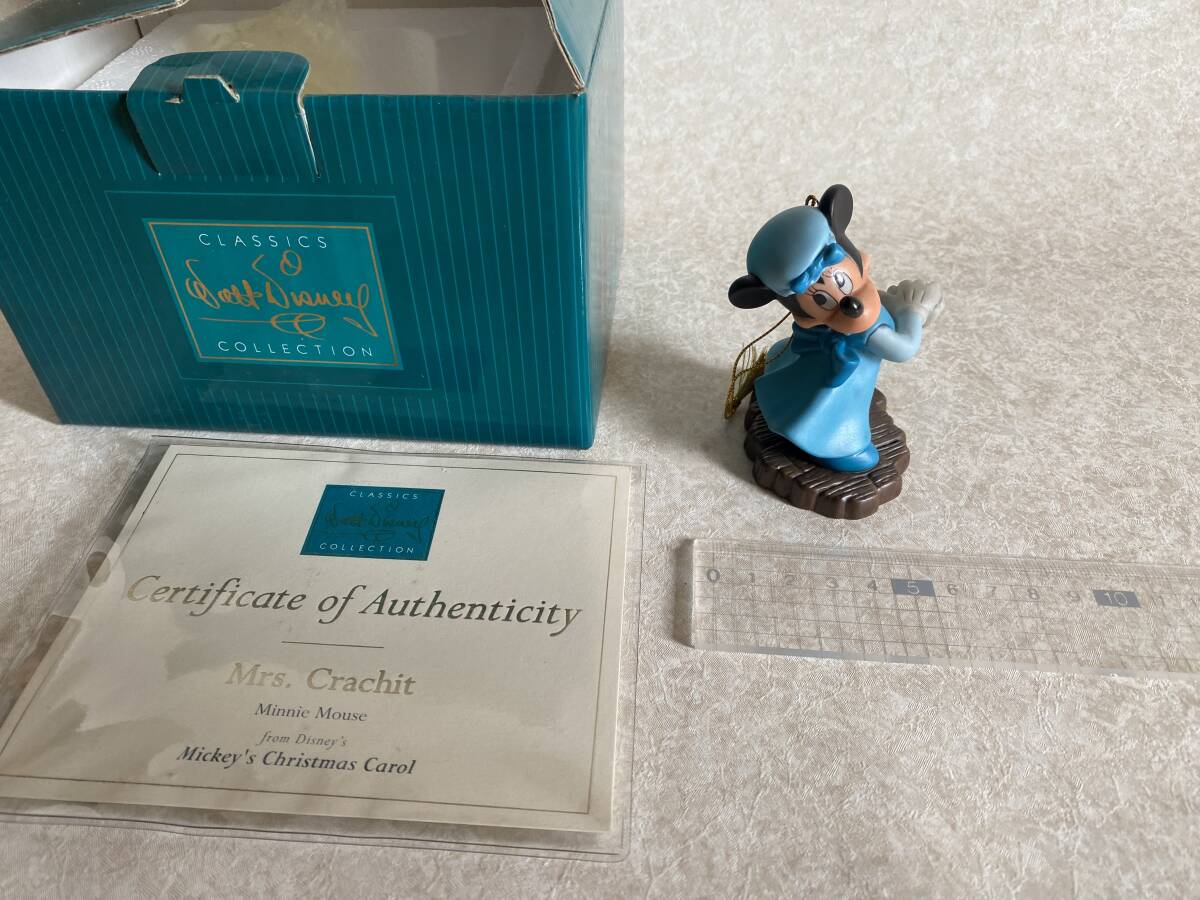 CLASSICS
Walt Disney
COLLECTION
CLASSICS
Walt Disney
COLLECTION
Certificate of Authenticity
Mrs. Crachit
Minnie Mouse
from Disney's
Mickey's Christmas Carol
0 1 2 3 4 5 6 7 8 9 10